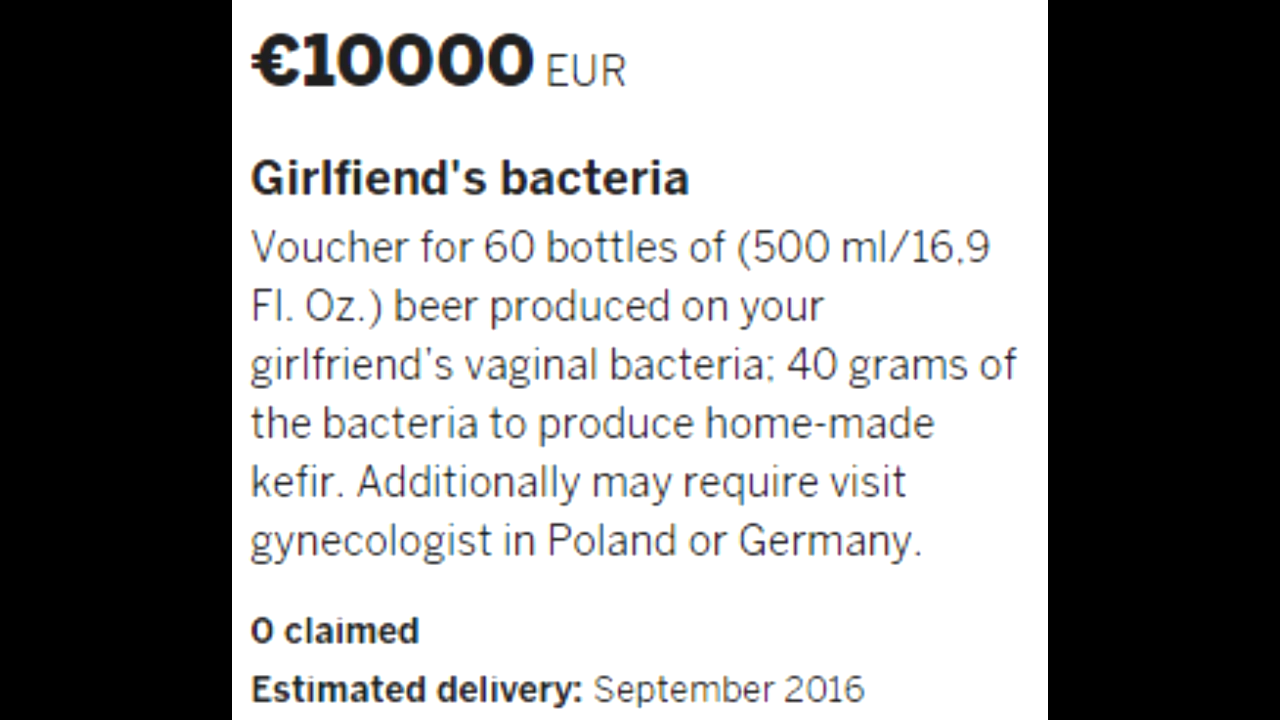 €10000 EUR
Girlfiend's bacteria
Voucher for 60 bottles of (500 ml/16,9
Fl. Oz.) beer produced on your
girlfriend's vaginal bacteria; 40 grams of
the bacteria to produce home-made
kefir. Additionally may require visit
gynecologist in Poland or Germany.
0 claimed
Estimated delivery: September 2016